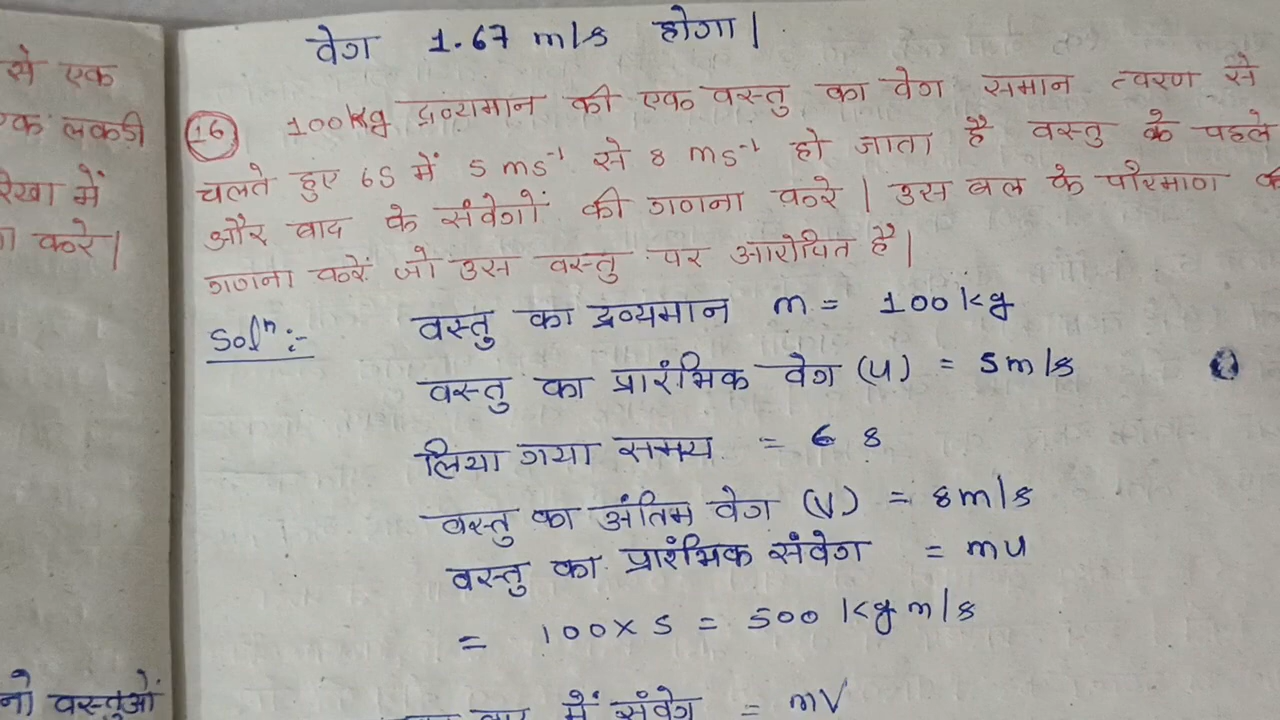 से एक
एक लकड़ी
रेखा में
करे।
नो वस्तुओं
वेग 1.67 m/s होगा।
16 100kg द्रव्यमान की एक वस्तु का वेग समान त्वरण से
चलते हुए 6s में 5 ms⁻¹ से 8 ms⁻¹ हो जाता है वस्तु के पहले
और बाद के संवेगों की गणना करे। उस बल के परिमाण की
गणना करें जो उस वस्तु पर आरोपित है।
Solⁿ :- वस्तु का द्रव्यमान m = 100kg
वस्तु का प्रारंभिक वेग (u) = 5m/s
लिया गया समय = 6 s
वस्तु का अंतिम वेग (v) = 8m/s
वस्तु का प्रारंभिक संवेग = mu
= 100×5 = 500 kg m/s
में संवेग = mv